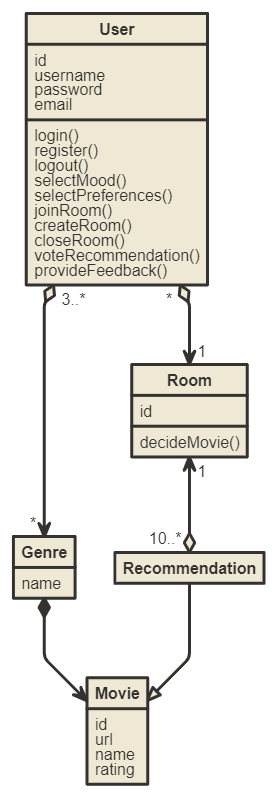 User
id
username
password
email
login()
register()
logout()
selectMood()
selectPreferences()
joinRoom()
createRoom()
closeRoom()
voteRecommendation()
provideFeedback()
3..*
*
1
Room
id
decideMovie()
1
*
10..*
Genre
name
Recommendation
Movie
id
url
name
rating